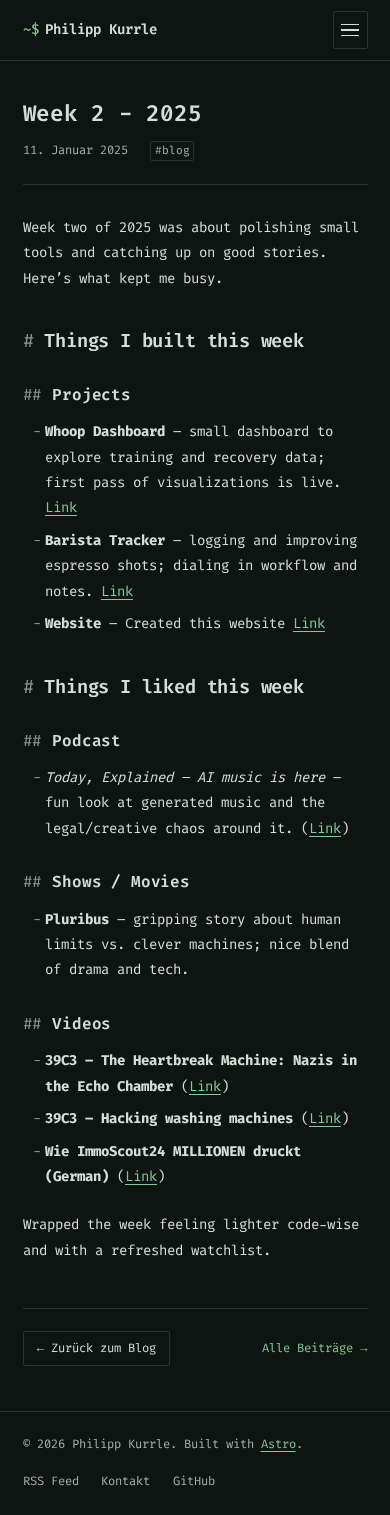 ~$ Philipp Kurrle
Week 2 - 2025
11. Januar 2025 #blog
Week two of 2025 was about polishing small
tools and catching up on good stories.
Here’s what kept me busy.
# Things I built this week
## Projects
– Whoop Dashboard – small dashboard to
explore training and recovery data;
first pass of visualizations is live.
Link
– Barista Tracker – logging and improving
espresso shots; dialing in workflow and
notes. Link
– Website – Created this website Link
# Things I liked this week
## Podcast
– Today, Explained – AI music is here –
fun look at generated music and the
legal/creative chaos around it. (Link)
## Shows / Movies
– Pluribus – gripping story about human
limits vs. clever machines; nice blend
of drama and tech.
## Videos
– 39C3 – The Heartbreak Machine: Nazis in
the Echo Chamber (Link)
– 39C3 – Hacking washing machines (Link)
– Wie ImmoScout24 MILLIONEN druckt
(German) (Link)
Wrapped the week feeling lighter code-wise
and with a refreshed watchlist.
← Zurück zum Blog Alle Beiträge →
© 2026 Philipp Kurrle. Built with Astro.
RSS Feed Kontakt GitHub